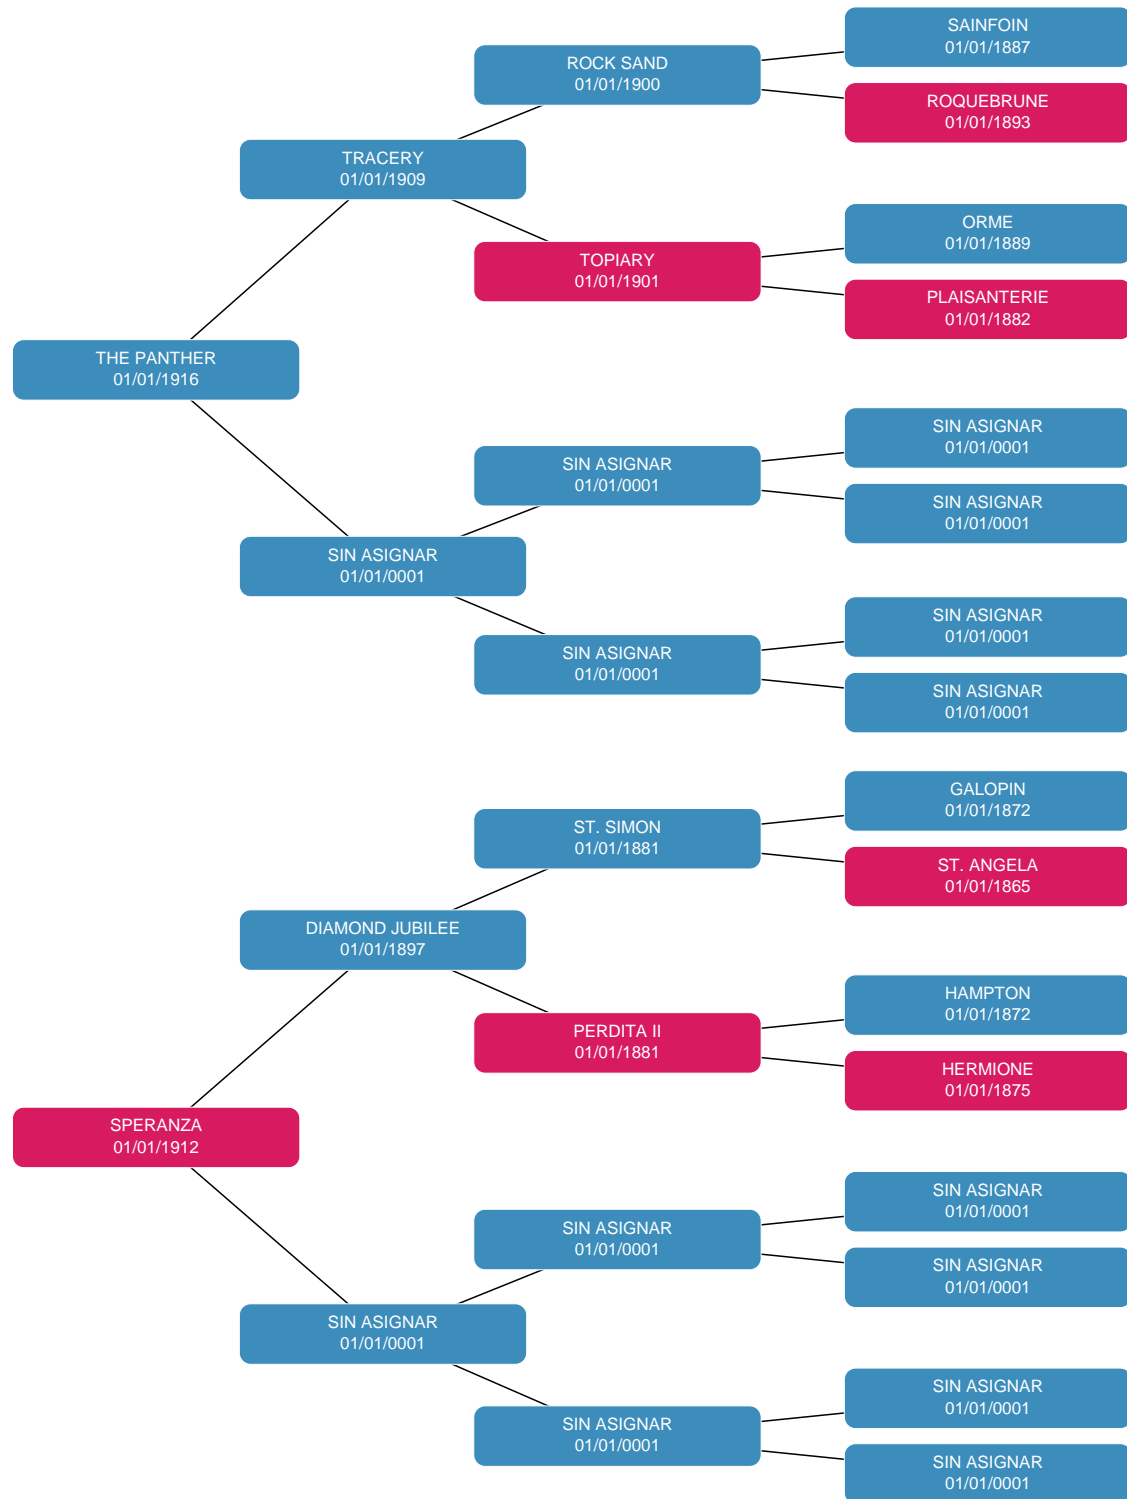 SAINFOIN
01/01/1887
ROCK SAND
01/01/1900
ROQUEBRUNE
01/01/1893
TRACERY
01/01/1909
ORME
01/01/1889
TOPIARY
01/01/1901
PLAISANTERIE
01/01/1882
THE PANTHER
01/01/1916
SIN ASIGNAR
01/01/0001
SIN ASIGNAR
01/01/0001
SIN ASIGNAR
01/01/0001
SIN ASIGNAR
01/01/0001
SIN ASIGNAR
01/01/0001
SIN ASIGNAR
01/01/0001
SIN ASIGNAR
01/01/0001
GALOPIN
01/01/1872
ST. SIMON
01/01/1881
ST. ANGELA
01/01/1865
DIAMOND JUBILEE
01/01/1897
HAMPTON
01/01/1872
PERDITA II
01/01/1881
HERMIONE
01/01/1875
SPERANZA
01/01/1912
SIN ASIGNAR
01/01/0001
SIN ASIGNAR
01/01/0001
SIN ASIGNAR
01/01/0001
SIN ASIGNAR
01/01/0001
SIN ASIGNAR
01/01/0001
SIN ASIGNAR
01/01/0001
SIN ASIGNAR
01/01/0001